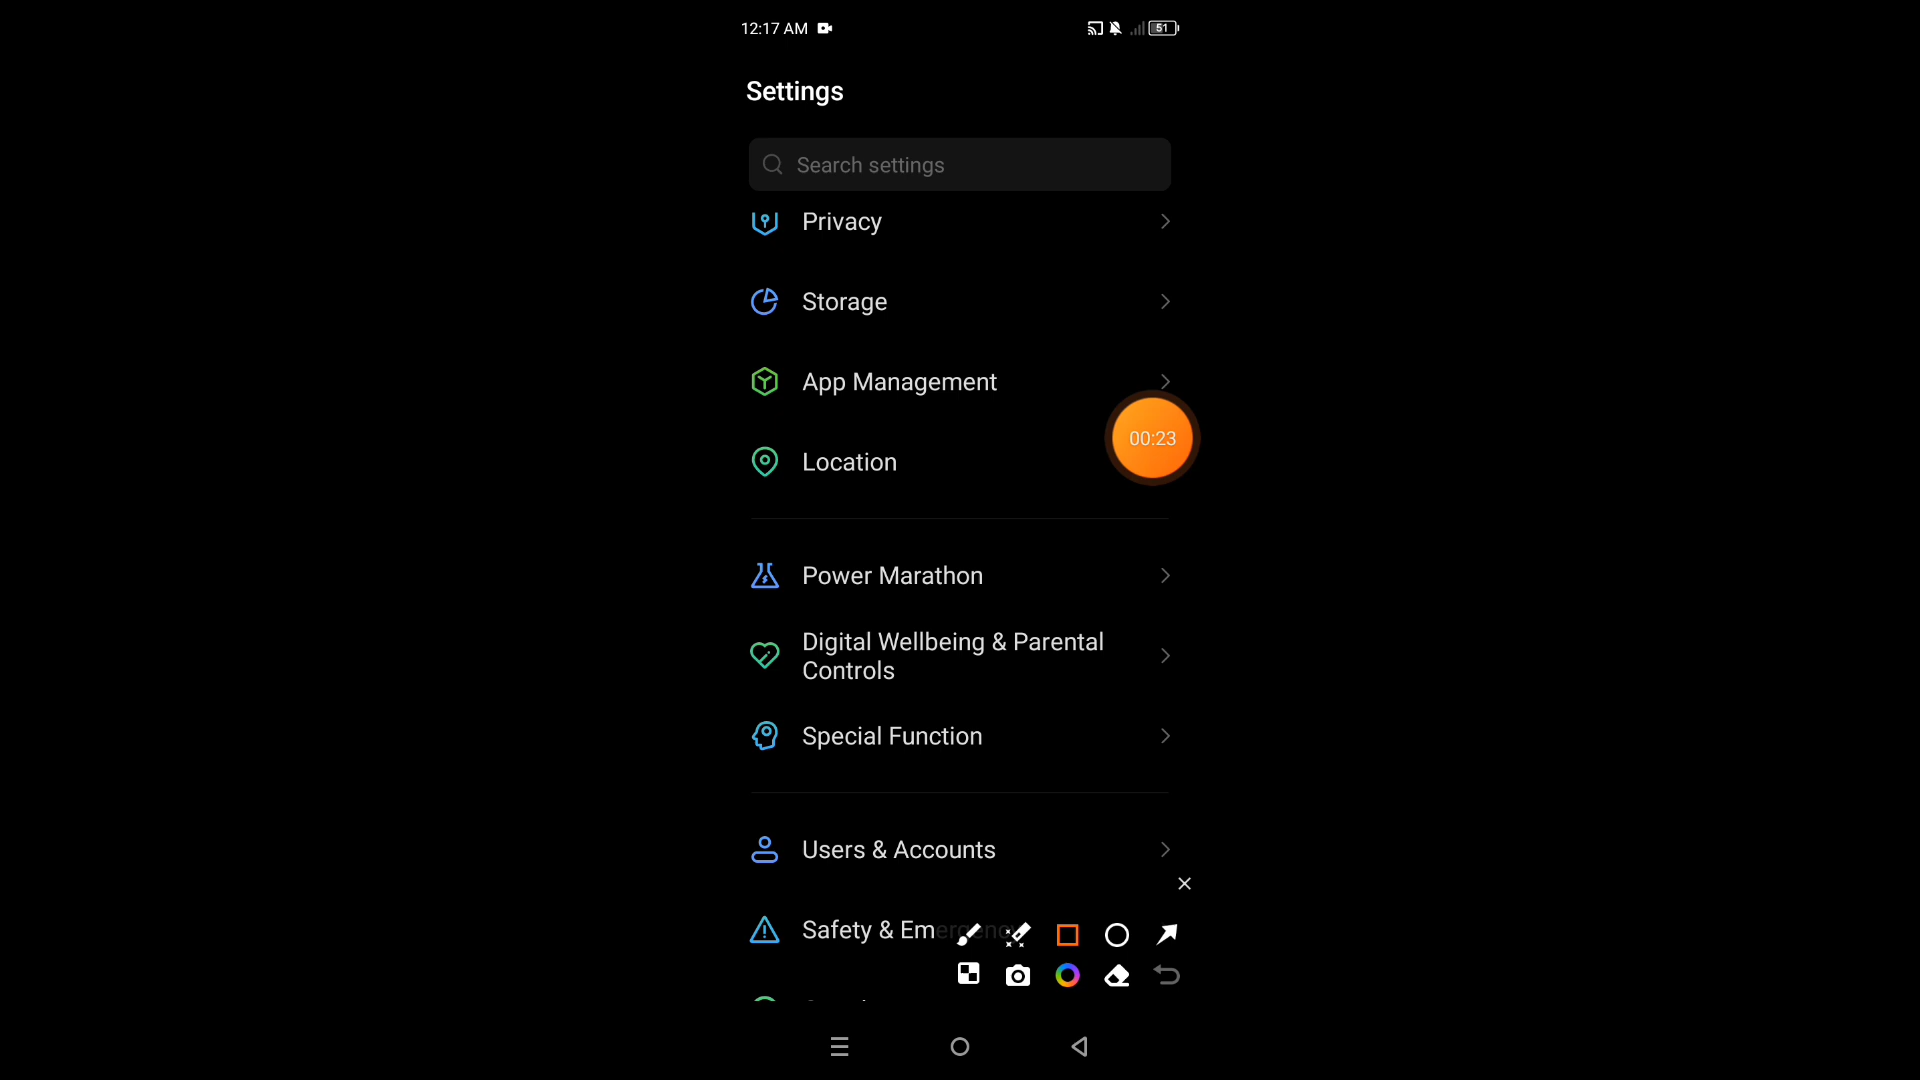 12:17 AM
51
Settings
Search settings
Privacy
Storage
App Management
00:23
Location
Power Marathon
Digital Wellbeing & Parental
Controls
Special Function
Users & Accounts
Safety & Emergency